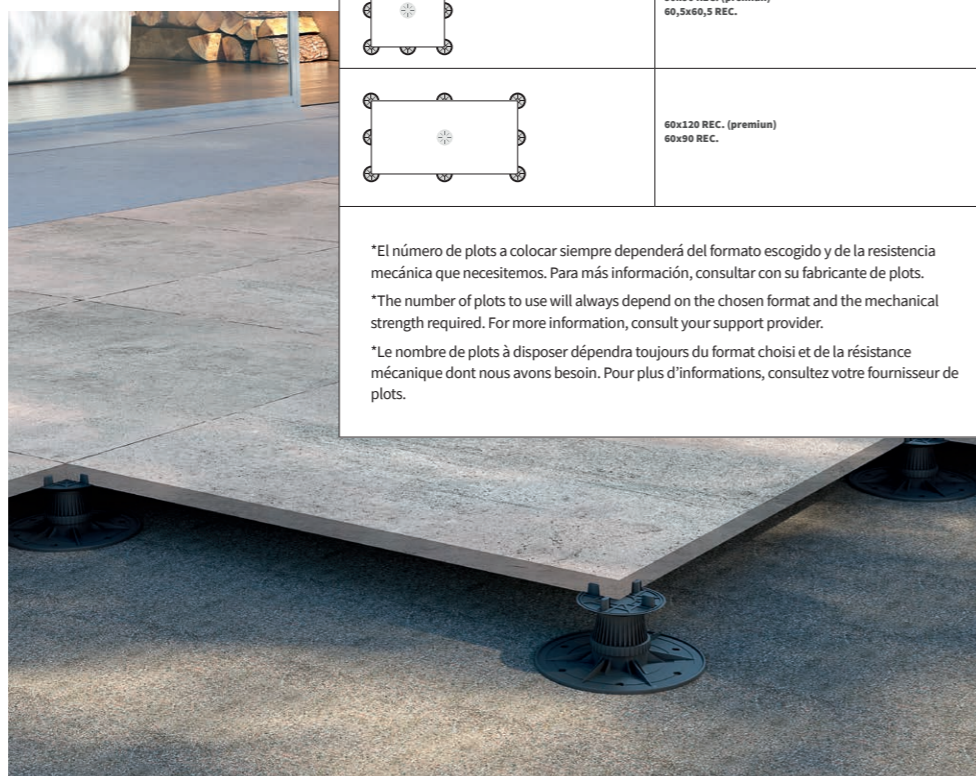 60,5x60,5 REC.
60x120 REC. (premiun)
60x90 REC.
*El número de plots a colocar siempre dependerá del formato escogido y de la resistencia
mecánica que necesitemos. Para más información, consultar con su fabricante de plots.
*The number of plots to use will always depend on the chosen format and the mechanical
strength required. For more information, consult your support provider.
*Le nombre de plots à disposer dépendra toujours du format choisi et de la résistance
mécanique dont nous avons besoin. Pour plus d’informations, consultez votre fournisseur de
plots.